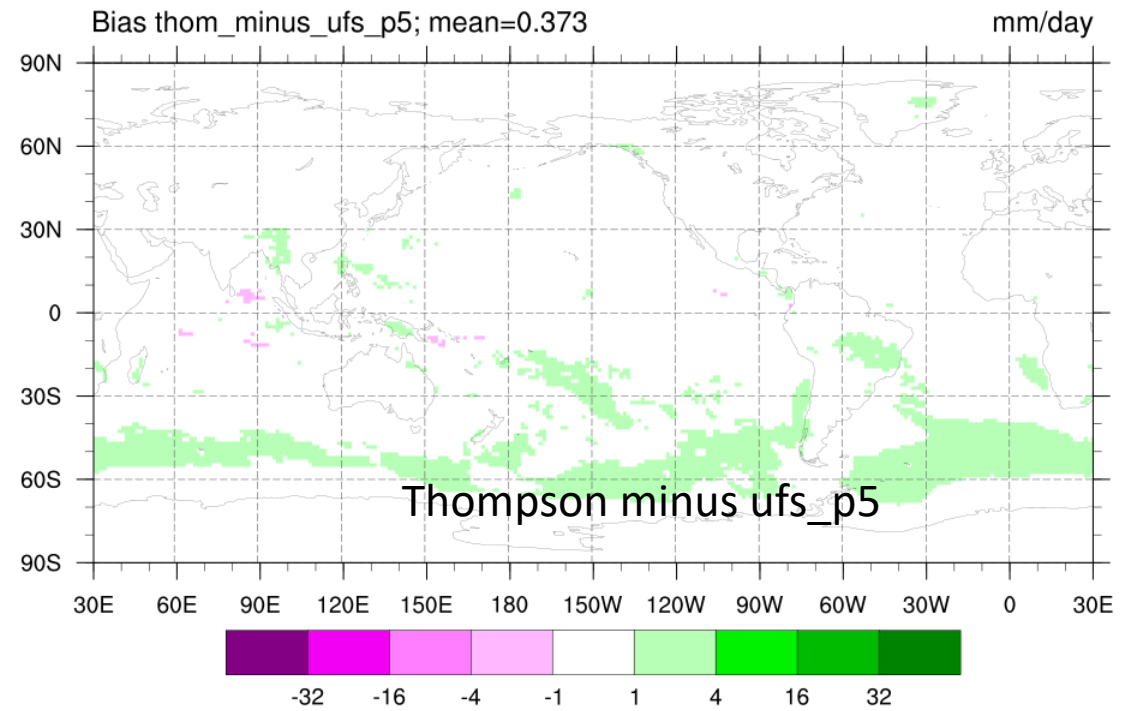 Bias thom_minus_ufs_p5; mean=0.373 mm/day
90N
60N
30N
0
30S
60S
Thompson minus ufs_p5
90S
30E 60E 90E 120E 150E 180 150W 120W 90W 60W 30W 0 30E
-32 -16 -4 -1 1 4 16 32